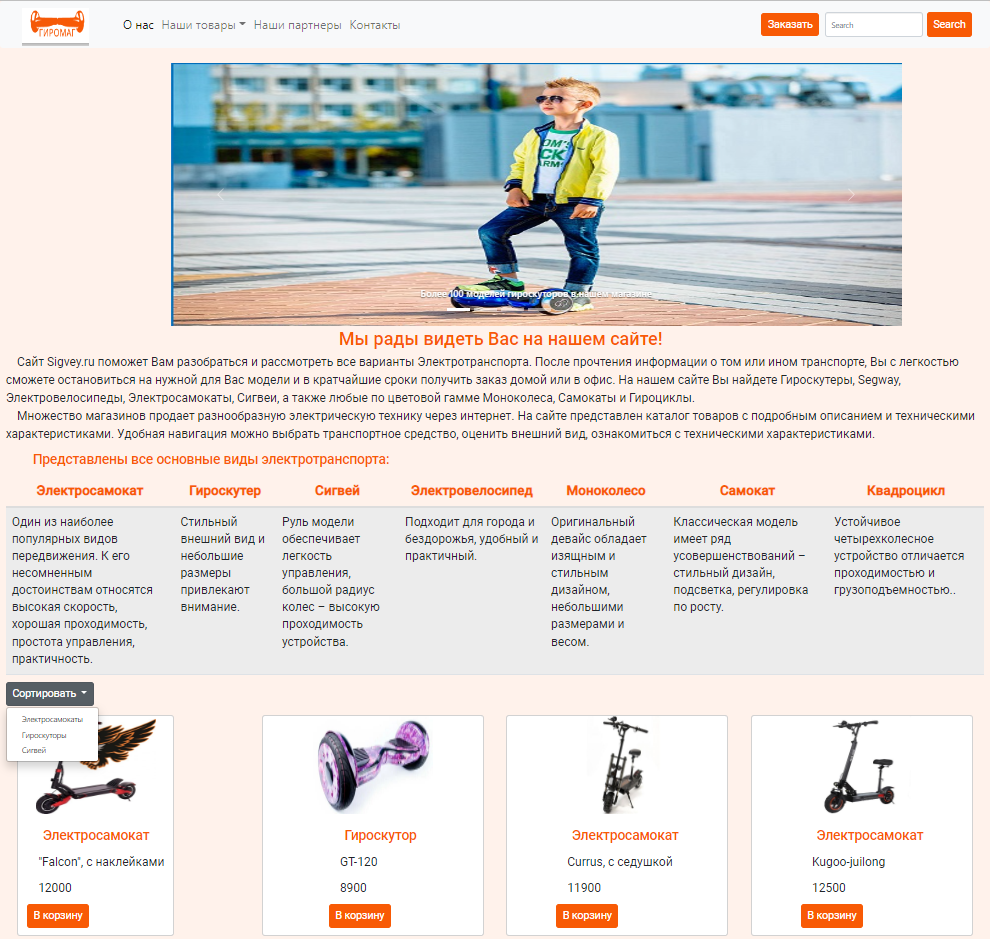 ГИРОМАГ
О нас Наши товары Наши партнеры Контакты
Заказать Search Search
Более 100 моделей гироскуторов в нашем магазине
Мы рады видеть Вас на нашем сайте!
Сайт Sigvey.ru поможет Вам разобраться и рассмотреть все варианты Электротранспорта. После прочтения информации о том или ином транспорте, Вы с легкостью
сможете остановиться на нужной для Вас модели и в кратчайшие сроки получить заказ домой или в офис. На нашем сайте Вы найдете Гироскутеры, Segway,
Электровелосипеды, Электросамокаты, Сигвеи, а также любые по цветовой гамме Моноколеса, Самокаты и Гироциклы.
Множество магазинов продает разнообразную электрическую технику через интернет. На сайте представлен каталог товаров с подробным описанием и техническими
характеристиками. Удобная навигация можно выбрать транспортное средство, оценить внешний вид, ознакомиться с техническими характеристиками.
Представлены все основные виды электротранспорта:
Электросамокат Гироскутер Сигвей Электровелосипед Моноколесо Самокат Квадроцикл
Один из наиболее
популярных видов
передвижения. К его
несомненным
достоинствам относятся
высокая скорость,
хорошая проходимость,
простота управления,
практичность.
Стильный
внешний вид и
небольшие
размеры
привлекают
внимание.
Руль модели
обеспечивает
легкость
управления,
большой радиус
колес – высокую
проходимость
устройства.
Подходит для города и
бездорожья, удобный и
практичный.
Оригинальный
девайс обладает
изящным и
стильным
дизайном,
небольшими
размерами и
весом.
Классическая модель
имеет ряд
усовершенствований –
стильный дизайн,
подсветка, регулировка
по росту.
Устойчивое
четырехколесное
устройство отличается
проходимостью и
грузоподъемностью..
Сортировать
Электросамокаты
Гироскуторы
Сигвей
Электросамокат
"Falcon", с наклейками
12000
В корзину
Гироскутор
GT-120
8900
В корзину
Электросамокат
Currus, с седушкой
11900
В корзину
Электросамокат
Kugoo-juilong
12500
В корзину